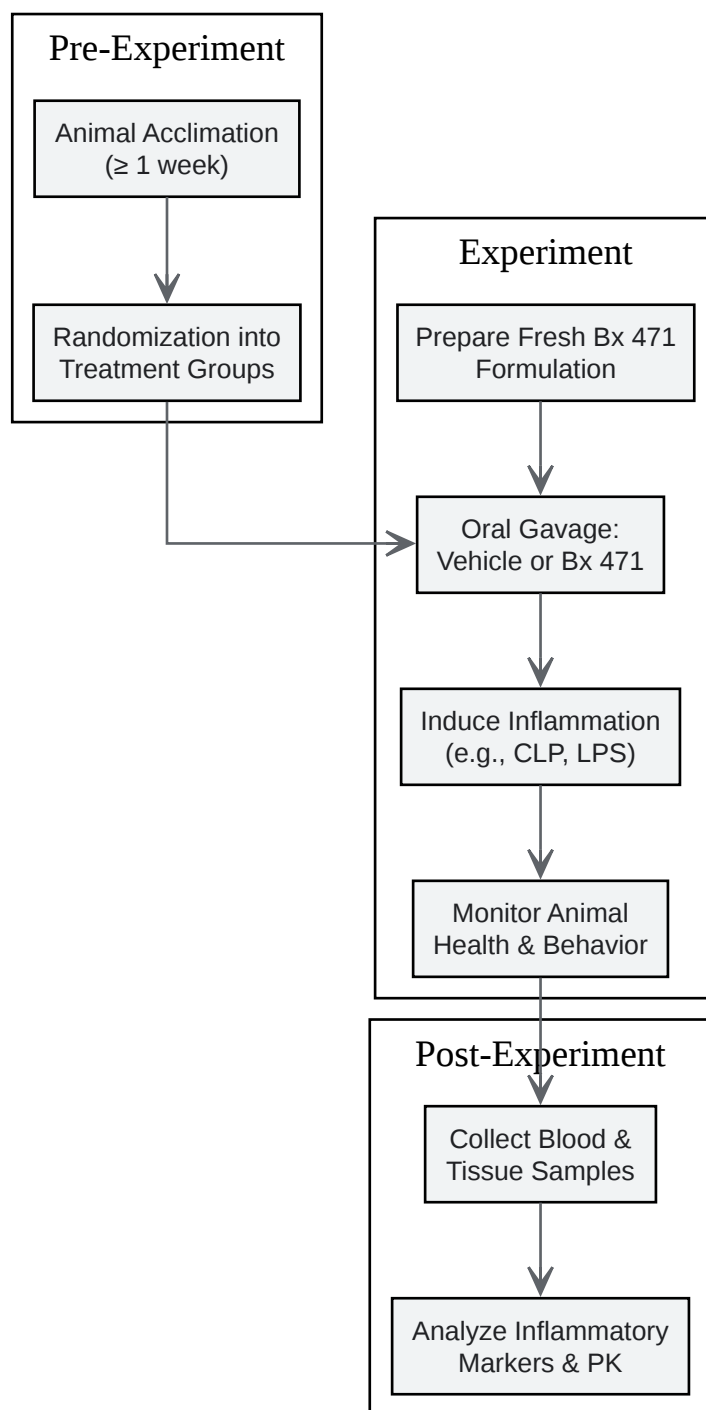 Pre-Experiment
Animal Acclimation
(≥ 1 week)
Randomization into
Treatment Groups
Experiment
Prepare Fresh Bx 471
Formulation
Oral Gavage:
Vehicle or Bx 471
Induce Inflammation
(e.g., CLP, LPS)
Monitor Animal
Health & Behavior
Post-Experiment
Collect Blood &
Tissue Samples
Analyze Inflammatory
Markers & PK